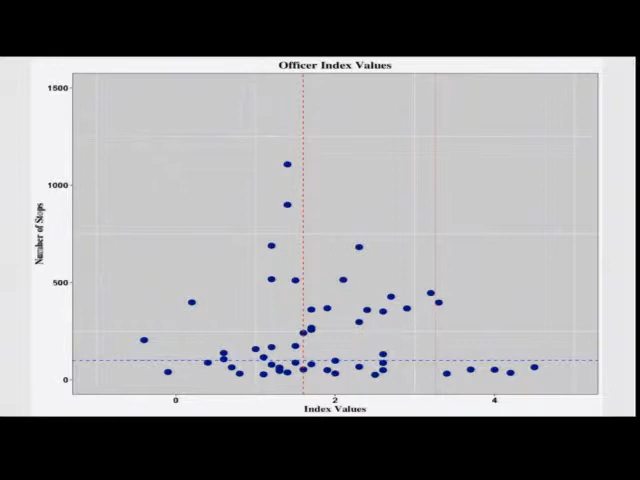 Officer Index Values
1500
1000
500
0
Number of Stops
0
2
4
Index Values